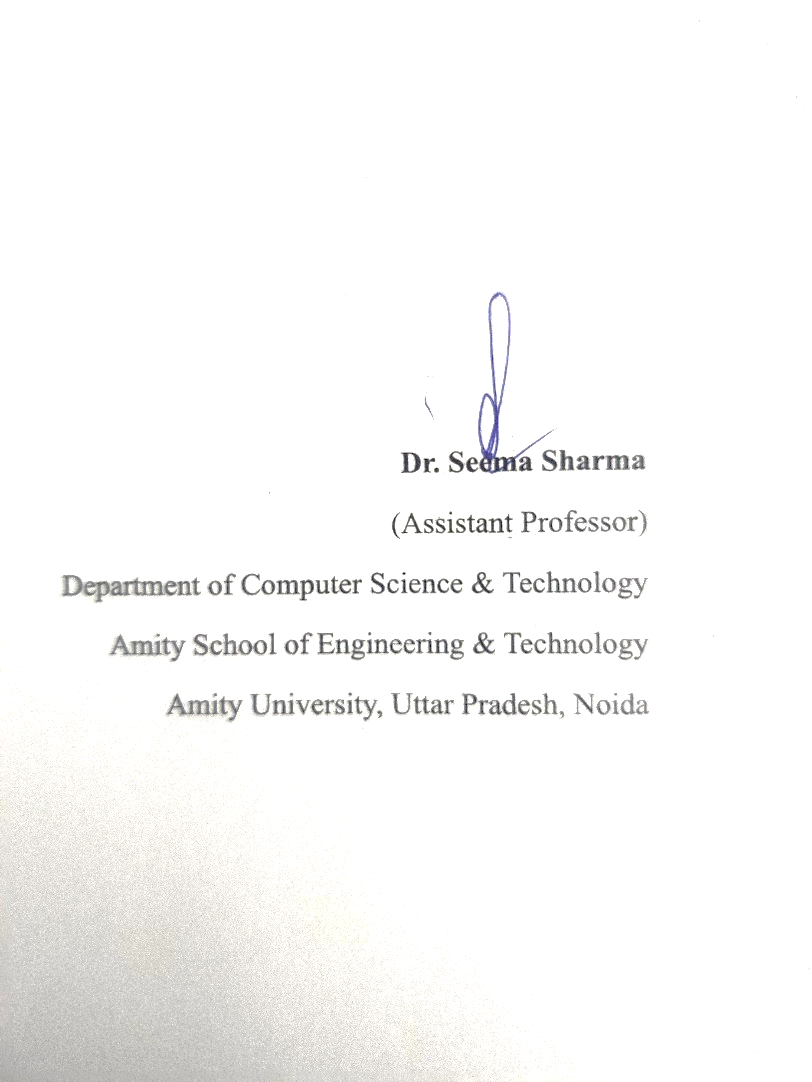 Dr. Seema Sharma
(Assistant Professor)
Department of Computer Science & Technology
Amity School of Engineering & Technology
Amity University, Uttar Pradesh, Noida